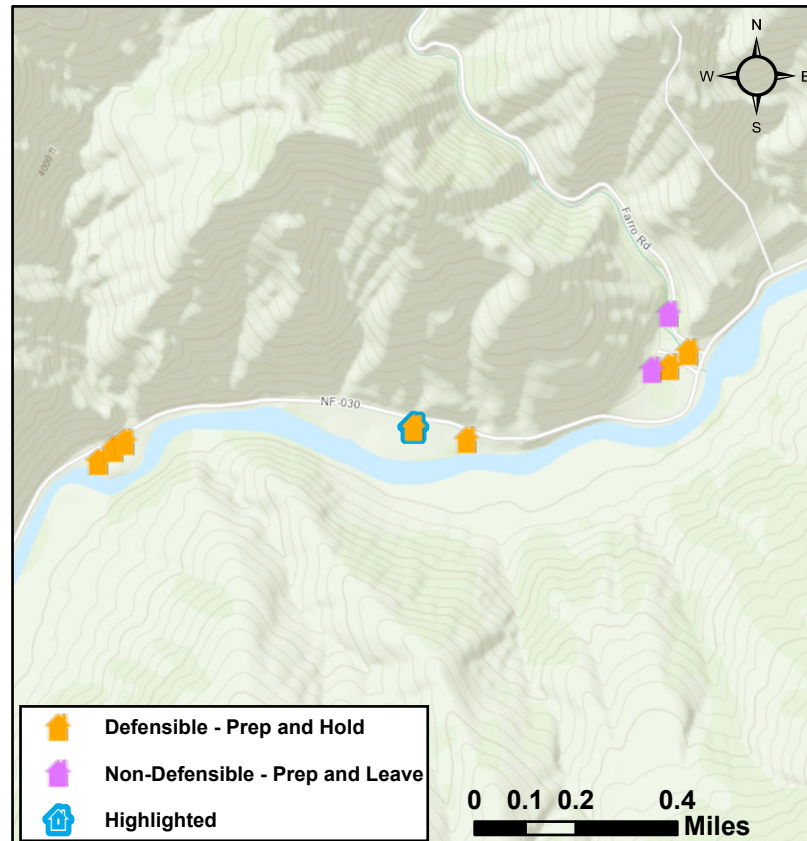 N
W
E
S
4000 ft
Farro Rd
NF-030
Defensible - Prep and Hold
Non-Defensible - Prep and Leave
Highlighted
0 0.1 0.2 0.4
Miles